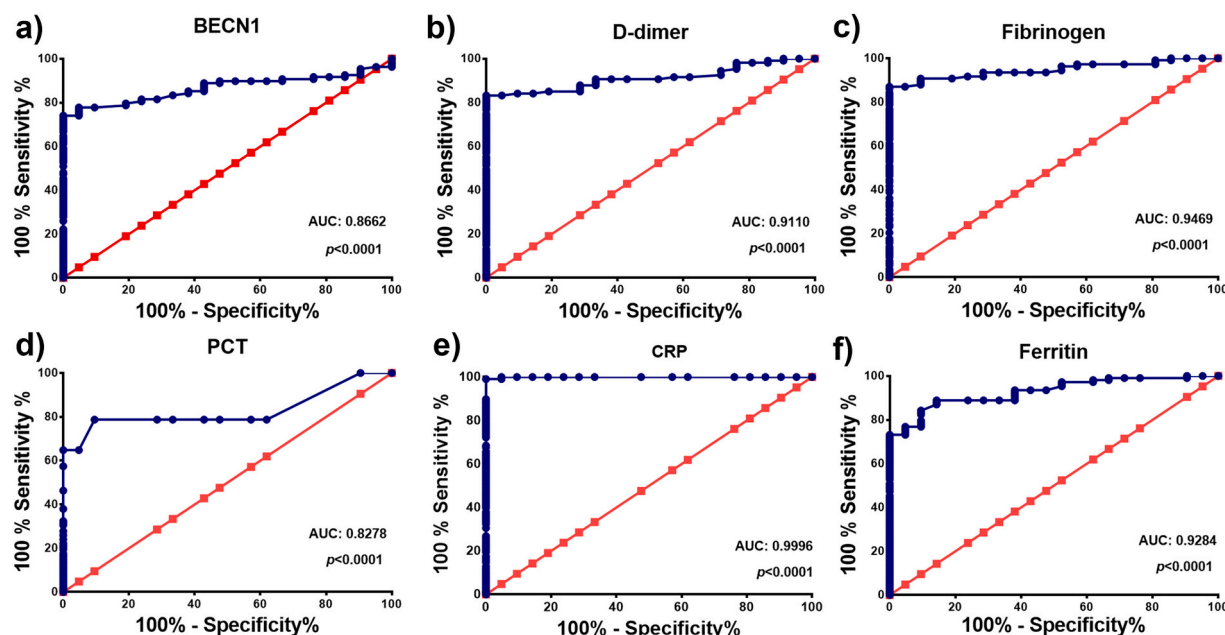 a)
BECN1
100 % Sensitivity %
100
80
60
40
20
0
AUC: 0.8662
p<0.0001
0 20 40 60 80 100
100% - Specificity%
b)
D-dimer
100 % Sensitivity %
100
80
60
40
20
0
AUC: 0.9110
p<0.0001
0 20 40 60 80 100
100% - Specificity%
c)
Fibrinogen
100 % Sensitivity %
100
80
60
40
20
0
AUC: 0.9469
p<0.0001
0 20 40 60 80 100
100% - Specificity%
d)
PCT
100 % Sensitivity %
100
80
60
40
20
0
AUC: 0.8278
p<0.0001
0 20 40 60 80 100
100% - Specificity%
e)
CRP
100 % Sensitivity %
100
80
60
40
20
0
AUC: 0.9996
p<0.0001
0 20 40 60 80 100
100% - Specificity%
f)
Ferritin
100 % Sensitivity %
100
80
60
40
20
0
AUC: 0.9284
p<0.0001
0 20 40 60 80 100
100% - Specificity%